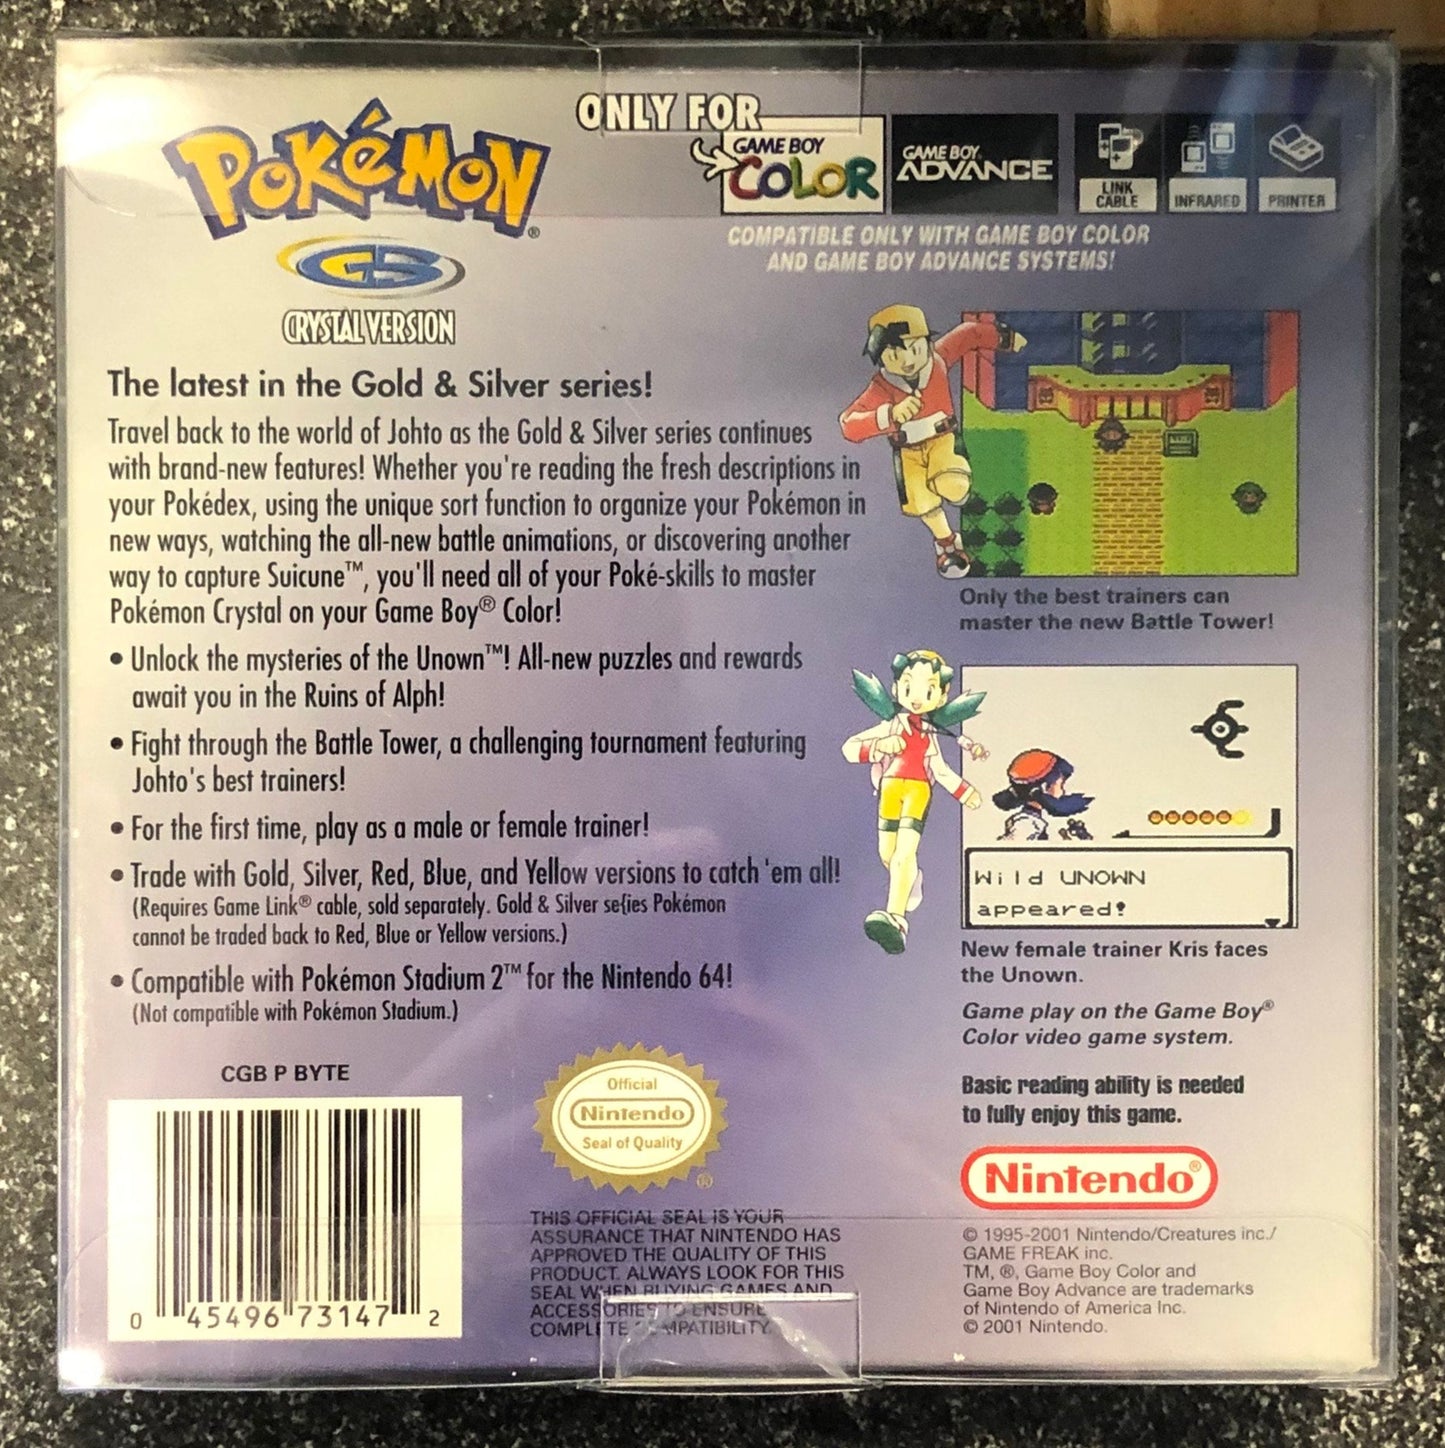 POKéMON®
GS
CRYSTAL VERSION
ONLY FOR
GAME BOY
COLOR
GAME BOY
ADVANCE
LINK
CABLE
INFRARED
PRINTER
COMPATIBLE ONLY WITH GAME BOY COLOR
AND GAME BOY ADVANCE SYSTEMS!
The latest in the Gold & Silver series!
Travel back to the world of Johto as the Gold & Silver series continues
with brand-new features! Whether you're reading the fresh descriptions in
your Pokédex, using the unique sort function to organize your Pokémon in
new ways, watching the all-new battle animations, or discovering another
way to capture Suicune™, you'll need all of your Poké-skills to master
Pokémon Crystal on your Game Boy® Color!
• Unlock the mysteries of the Unown™! All-new puzzles and rewards
await you in the Ruins of Alph!
• Fight through the Battle Tower, a challenging tournament featuring
Johto's best trainers!
• For the first time, play as a male or female trainer!
• Trade with Gold, Silver, Red, Blue, and Yellow versions to catch 'em all!
(Requires Game Link® cable, sold separately. Gold & Silver series Pokémon
cannot be traded back to Red, Blue or Yellow versions.)
• Compatible with Pokémon Stadium 2™ for the Nintendo 64!
(Not compatible with Pokémon Stadium.)
Only the best trainers can
master the new Battle Tower!
Wild UNOWN
appeared!
New female trainer Kris faces
the Unown.
Game play on the Game Boy®
Color video game system.
Basic reading ability is needed
to fully enjoy this game.
Nintendo®
© 1995-2001 Nintendo/Creatures inc./
GAME FREAK inc.
TM, ®, Game Boy Color and
Game Boy Advance are trademarks
of Nintendo of America Inc.
© 2001 Nintendo.
CGB P BYTE
0 45496 73147 2
Official
Nintendo
Seal of Quality
®
THIS OFFICIAL SEAL IS YOUR
ASSURANCE THAT NINTENDO HAS
APPROVED THE QUALITY OF THIS
PRODUCT. ALWAYS LOOK FOR THIS
SEAL WHEN BUYING GAMES AND
ACCESSORIES TO ENSURE
COMPLETE COMPATIBILITY.